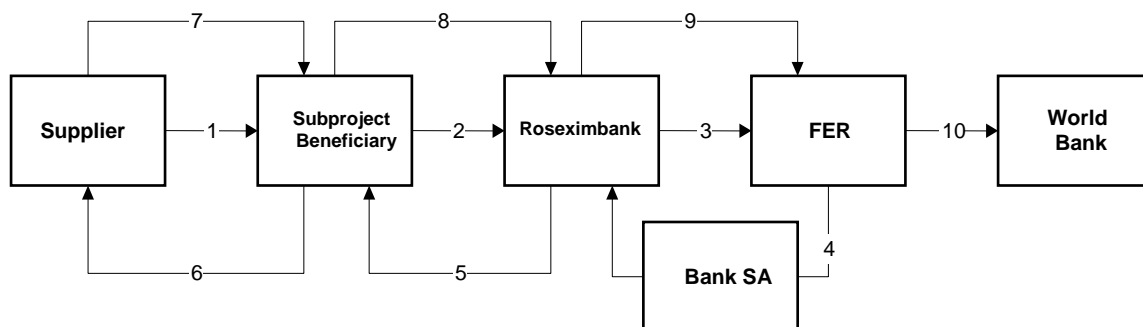 7
8
9
Supplier
1
Subproject
Beneficiary
2
Roseximbank
3
FER
10
World
Bank
6
5
Bank SA
4